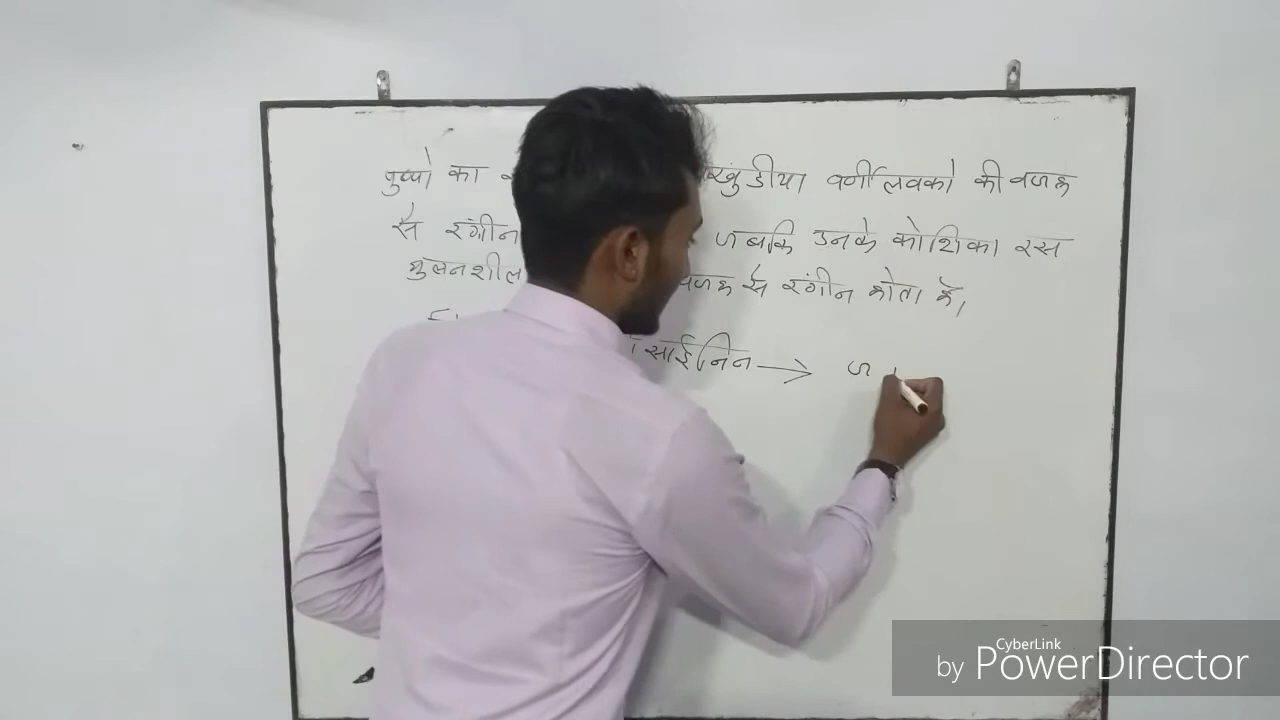 पुष्पो का खुंडीया वर्णीलवको की वजह
से रंगीन जबकि उनके कोशिका रस
घुलनशील वजह से रंगीन होता है।
साईनिन → ज
CyberLink
by PowerDirector